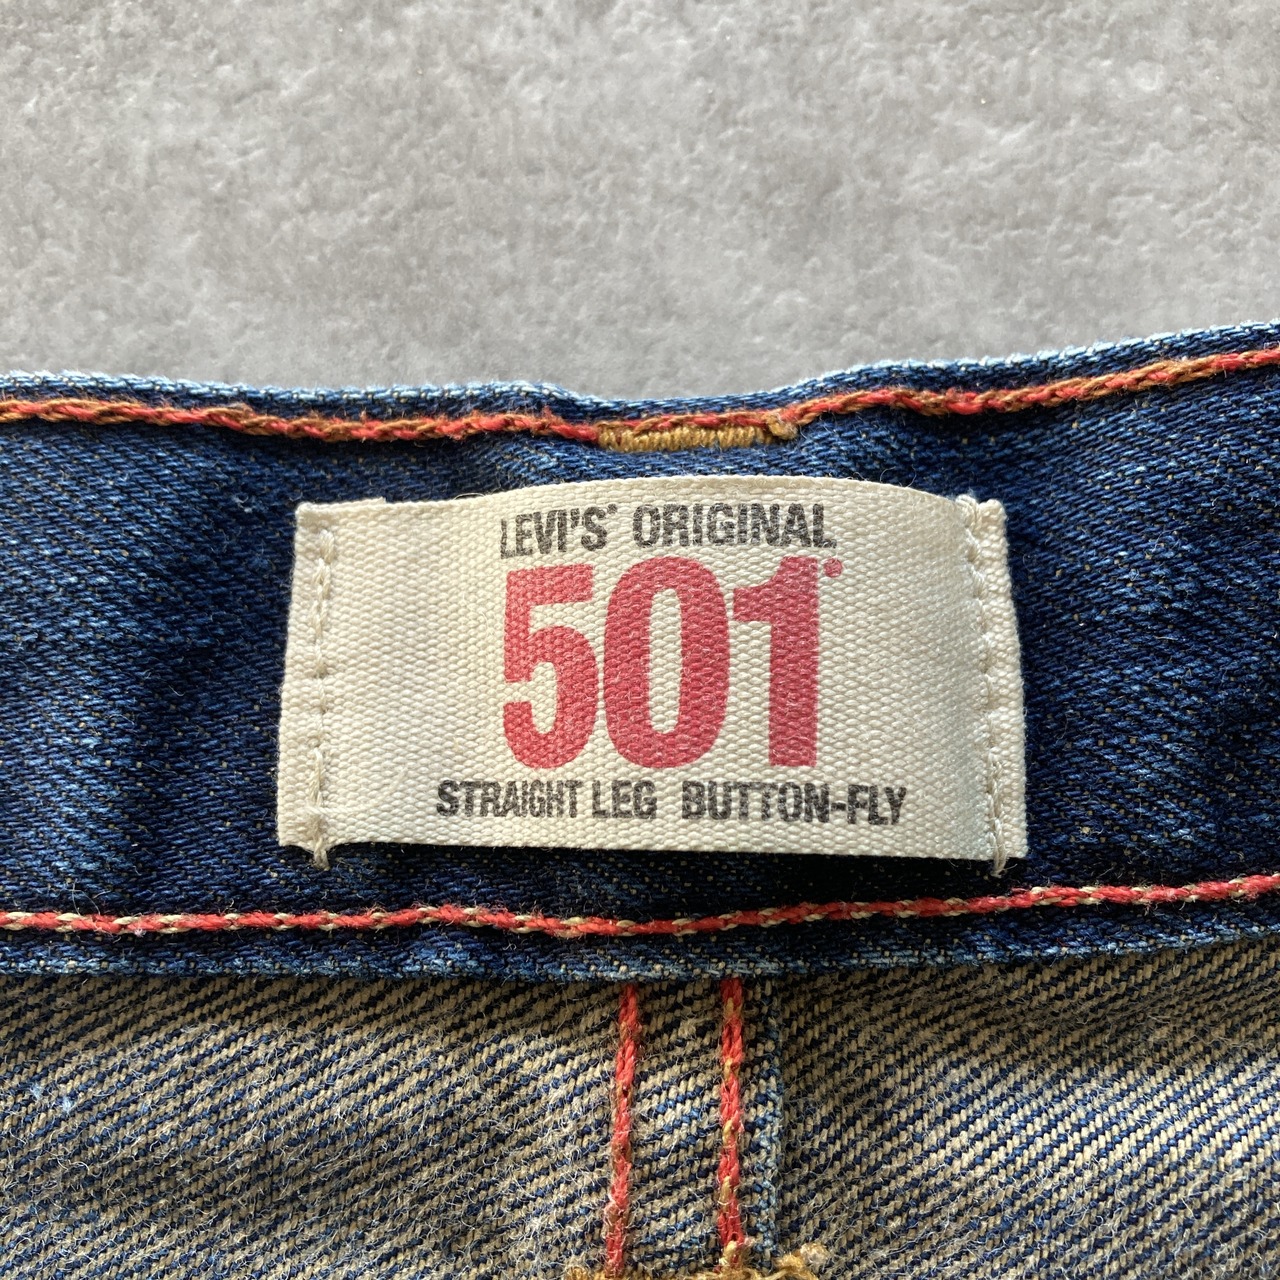 LEVI'S® ORIGINAL
501®
STRAIGHT LEG BUTTON-FLY